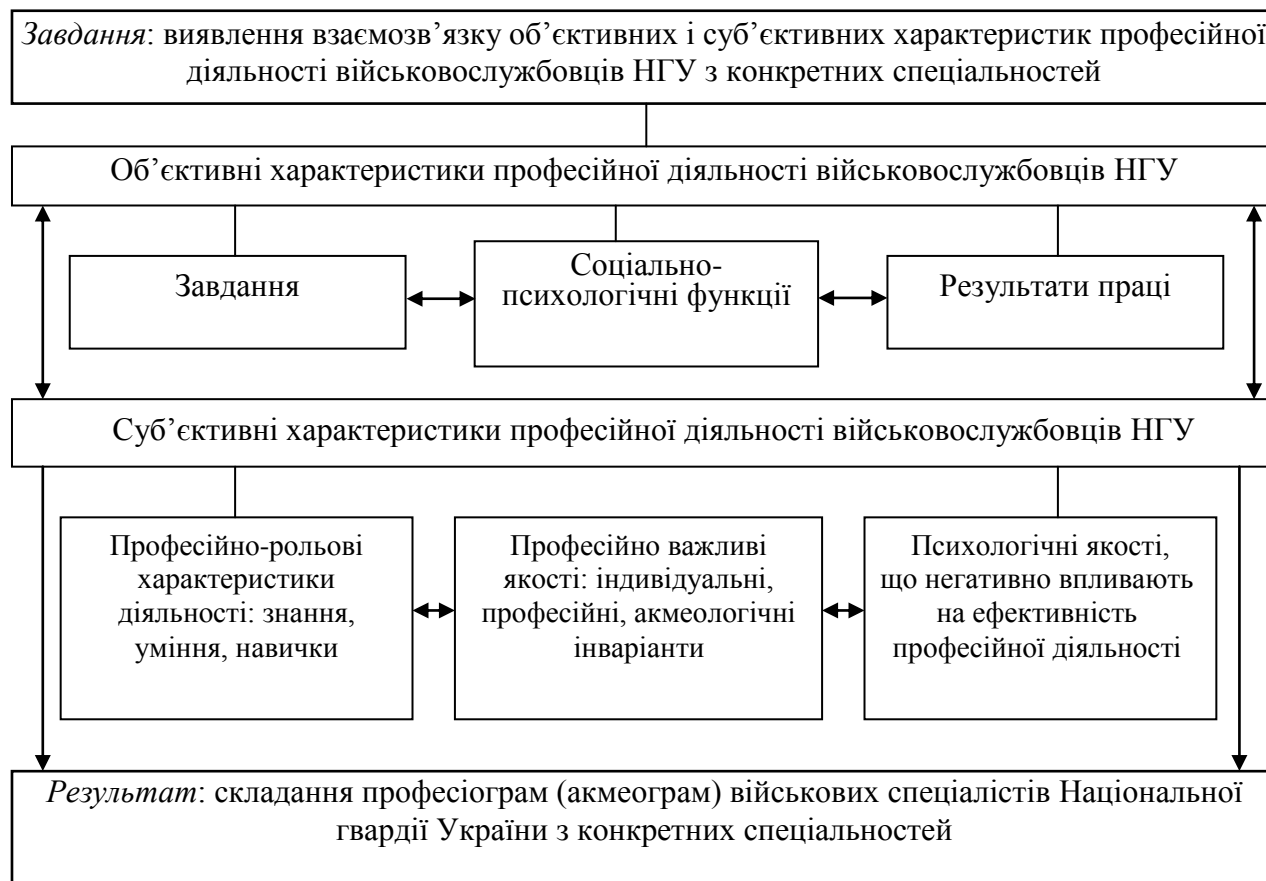 Завдання: виявлення взаємозв’язку об’єктивних і суб’єктивних характеристик професійної
діяльності військовослужбовців НГУ з конкретних спеціальностей
Об’єктивні характеристики професійної діяльності військовослужбовців НГУ
Завдання
Соціально-
психологічні функції
Результати праці
Суб’єктивні характеристики професійної діяльності військовослужбовців НГУ
Професійно-рольові
характеристики
діяльності: знання,
уміння, навички
Професійно важливі
якості: індивідуальні,
професійні, акмеологічні
інваріанти
Психологічні якості,
що негативно впливають
на ефективність
професійної діяльності
Результат: складання професіограм (акмеограм) військових спеціалістів Національної
гвардії України з конкретних спеціальностей